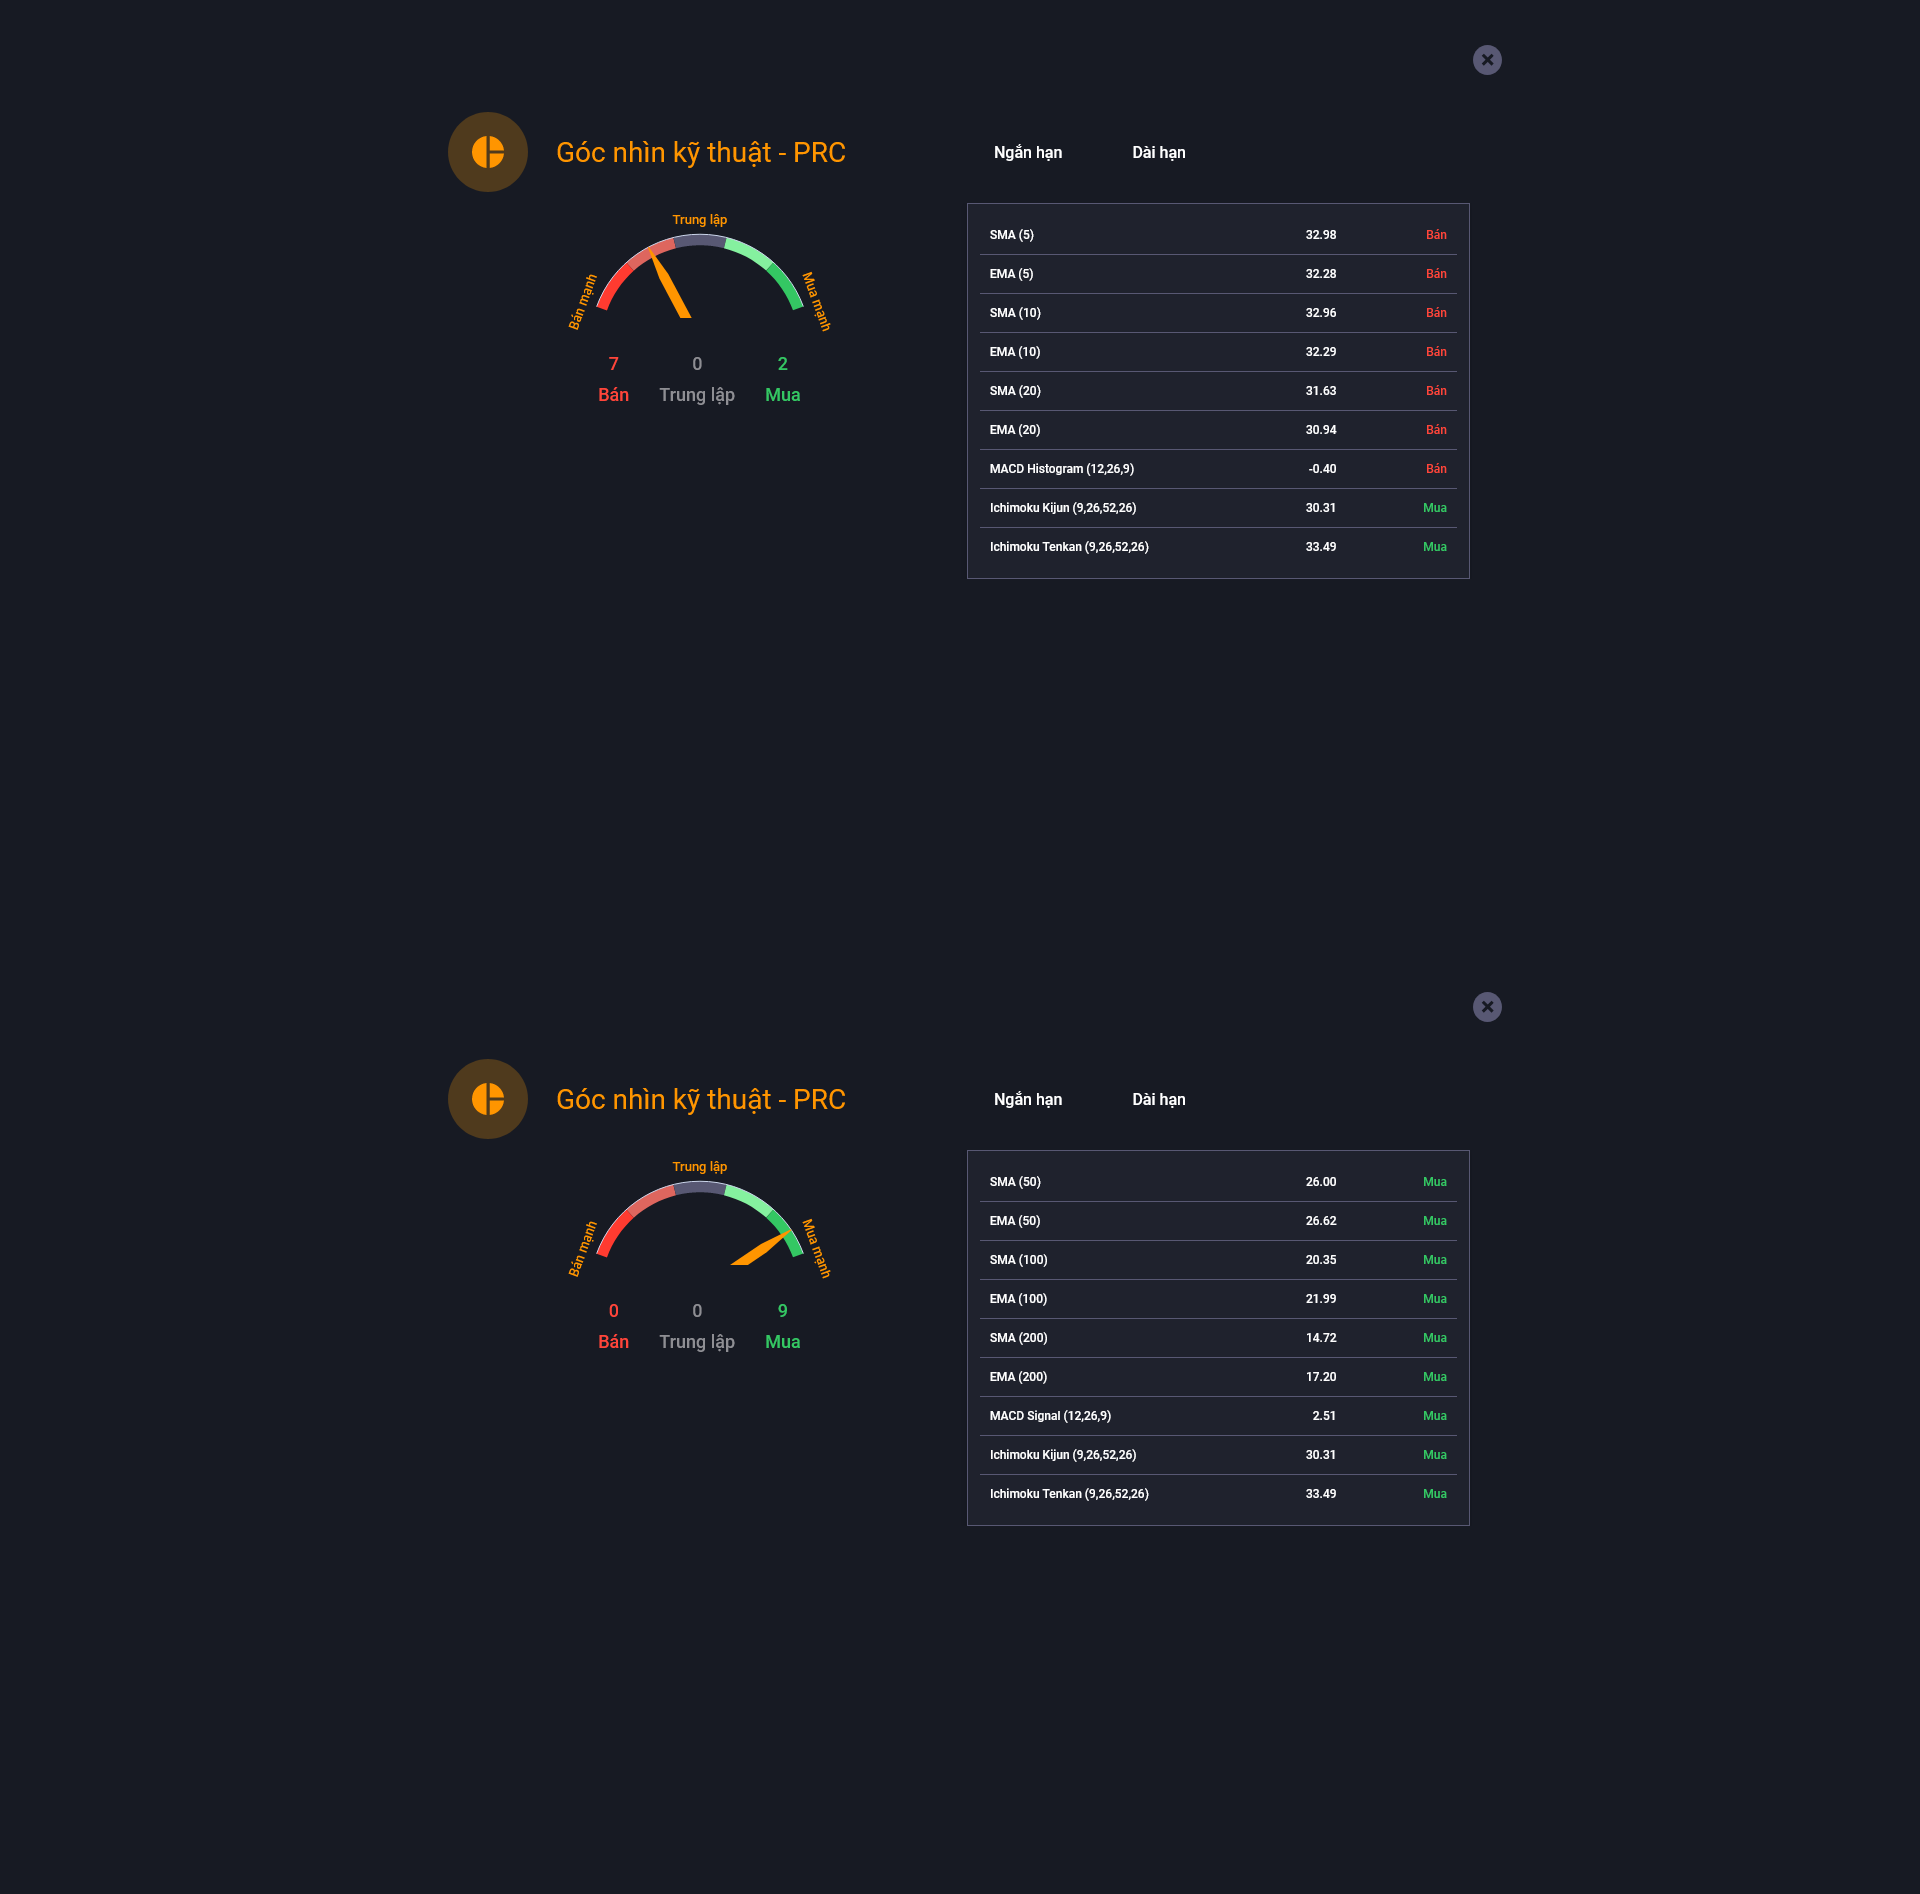 Góc nhìn kỹ thuật - PRC
Ngắn hạn Dài hạn
Trung lập
Bán mạnh
Mua mạnh
7 0 2
Bán Trung lập Mua
SMA (5) 32.98 Bán
EMA (5) 32.28 Bán
SMA (10) 32.96 Bán
EMA (10) 32.29 Bán
SMA (20) 31.63 Bán
EMA (20) 30.94 Bán
MACD Histogram (12,26,9) -0.40 Bán
Ichimoku Kijun (9,26,52,26) 30.31 Mua
Ichimoku Tenkan (9,26,52,26) 33.49 Mua
Góc nhìn kỹ thuật - PRC
Ngắn hạn Dài hạn
Trung lập
Bán mạnh
Mua mạnh
0 0 9
Bán Trung lập Mua
SMA (50) 26.00 Mua
EMA (50) 26.62 Mua
SMA (100) 20.35 Mua
EMA (100) 21.99 Mua
SMA (200) 14.72 Mua
EMA (200) 17.20 Mua
MACD Signal (12,26,9) 2.51 Mua
Ichimoku Kijun (9,26,52,26) 30.31 Mua
Ichimoku Tenkan (9,26,52,26) 33.49 Mua